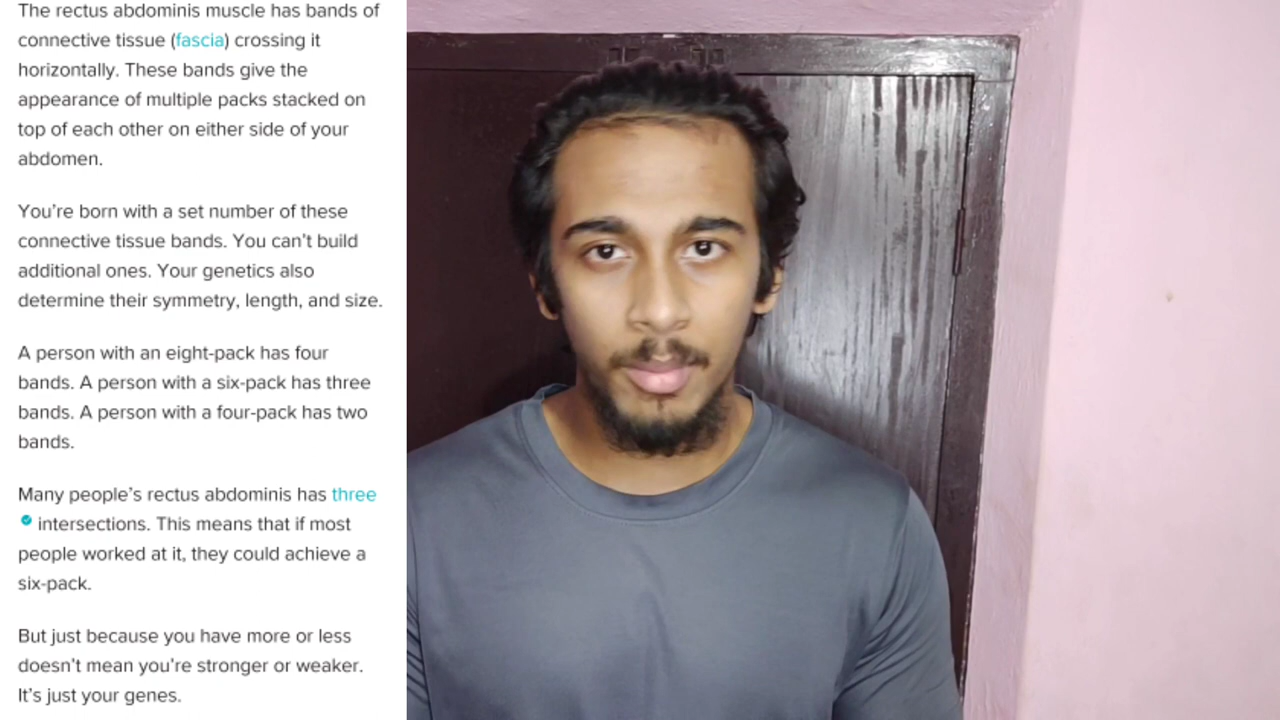 The rectus abdominis muscle has bands of
connective tissue (fascia) crossing it
horizontally. These bands give the
appearance of multiple packs stacked on
top of each other on either side of your
abdomen.
You’re born with a set number of these
connective tissue bands. You can’t build
additional ones. Your genetics also
determine their symmetry, length, and size.
A person with an eight-pack has four
bands. A person with a six-pack has three
bands. A person with a four-pack has two
bands.
Many people’s rectus abdominis has three
intersections. This means that if most
people worked at it, they could achieve a
six-pack.
But just because you have more or less
doesn’t mean you’re stronger or weaker.
It’s just your genes.